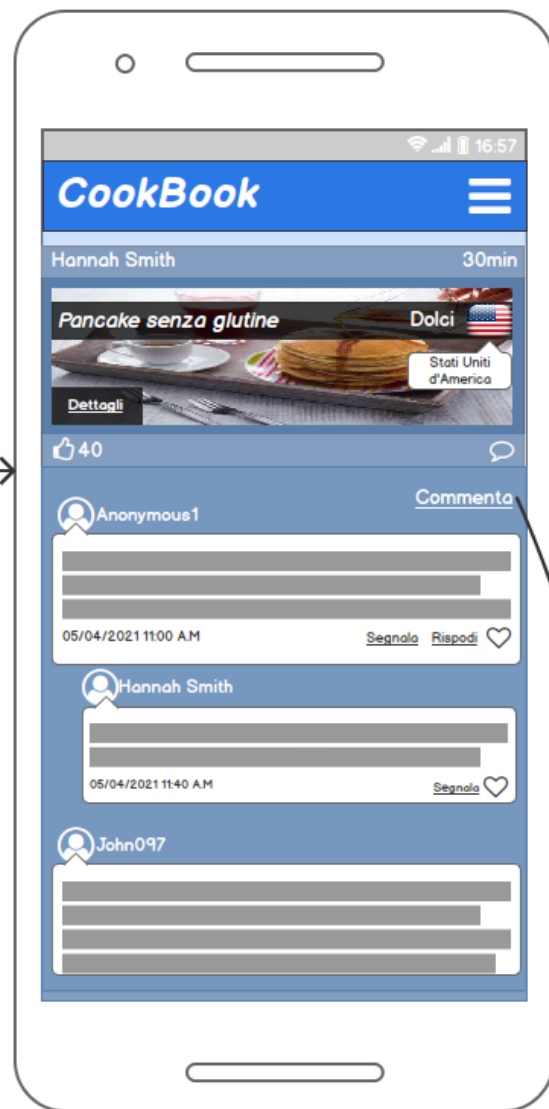 16:57
CookBook
Hannah Smith 30min
Pancake senza glutine Dolci
Stati Uniti
d'America
Dettagli
40
Commenta
Anonymous1
05/04/2021 11:00 A.M Segnala Rispodi
Hannah Smith
05/04/2021 11:40 A.M Segnala
John097